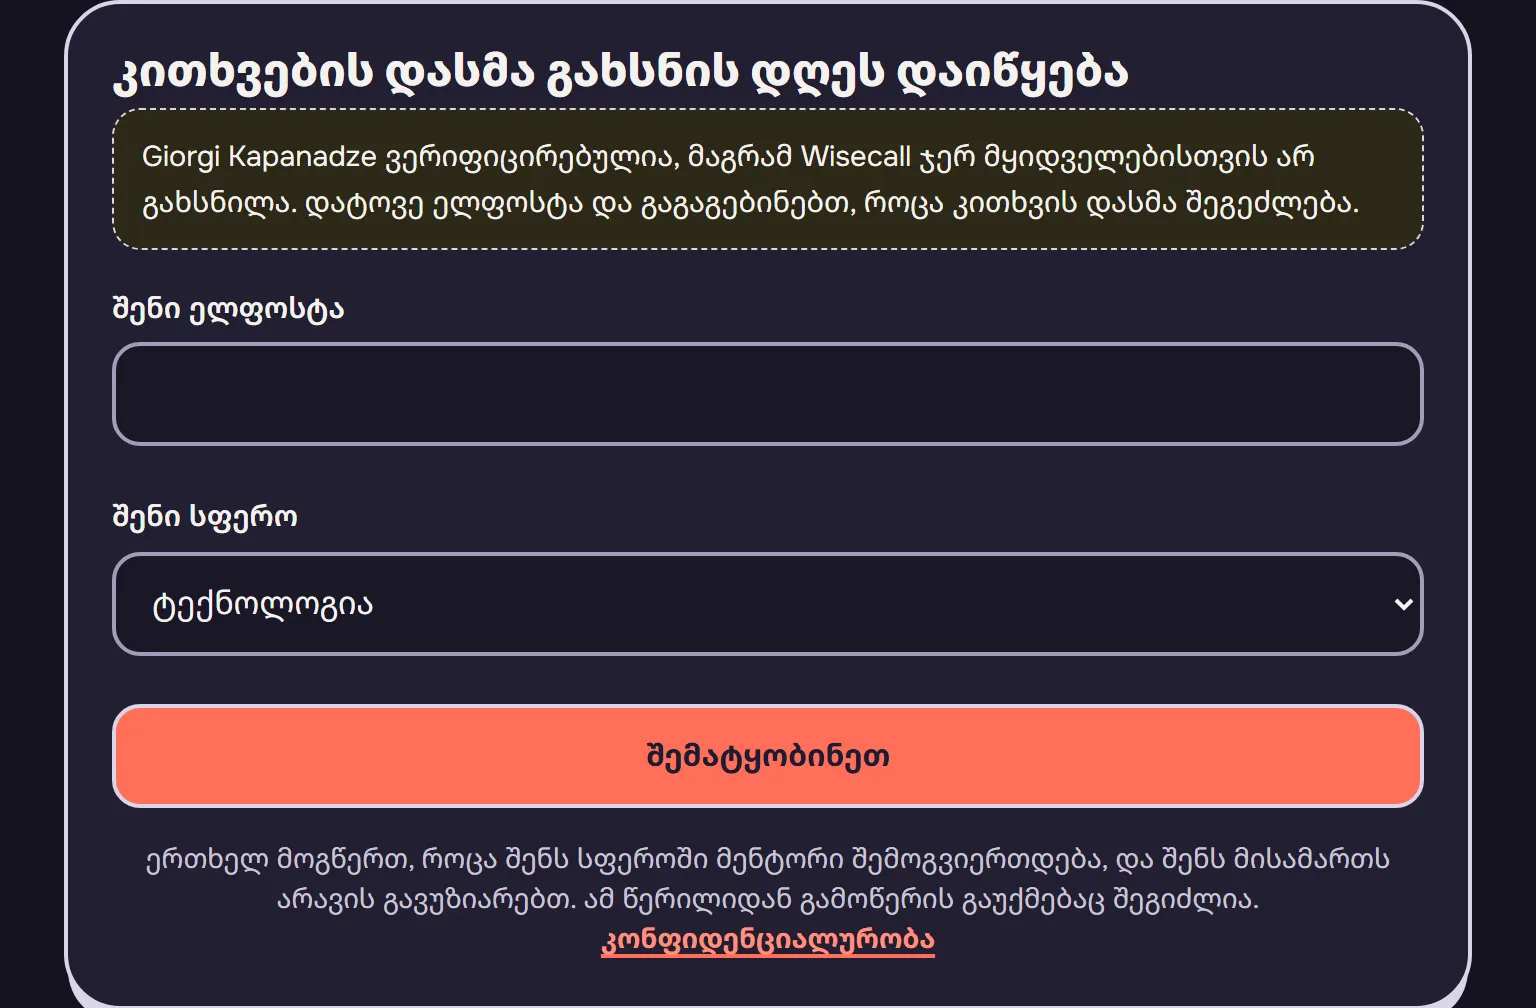 კითხვების დასმა გახსნის დღეს დაიწყება
Giorgi Kapanadze ვერიფიცირებულია, მაგრამ Wisecall ჯერ მყიდველებისთვის არ
გახსნილა. დატოვე ელფოსტა და გაგაგებინებთ, როცა კითხვის დასმა შეგეძლება.
შენი ელფოსტა
შენი სფერო
ტექნოლოგია
შემატყობინეთ
ერთხელ მოგწერთ, როცა შენს სფეროში მენტორი შემოგვიერთდება, და შენს მისამართს
არავის გავუზიარებთ. ამ წერილიდან გამოწერის გაუქმებაც შეგიძლია.
კონფიდენციალურობა